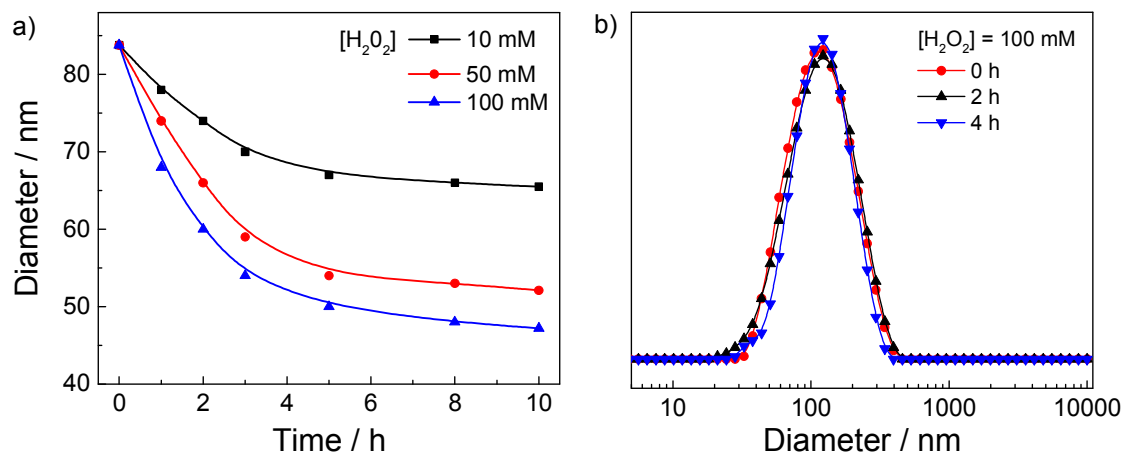 a)
[H₂0₂]
10 mM
50 mM
100 mM
80
70
60
50
40
Diameter / nm
0
2
4
6
8
10
Time / h
b)
[H₂O₂] = 100 mM
0 h
2 h
4 h
10
100
1000
10000
Diameter / nm